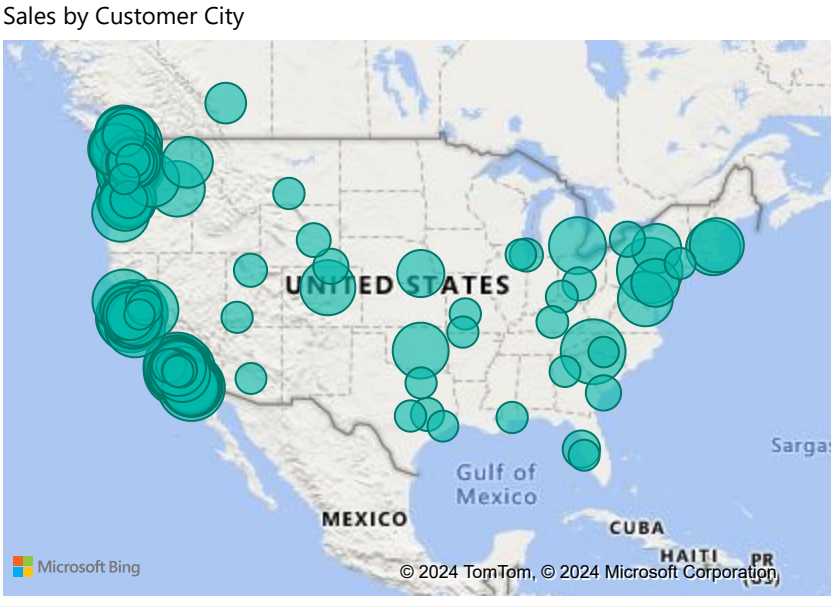 Sales by Customer City
UNITED STATES
Sargas
Gulf of
Mexico
MEXICO
CUBA
HAITI
PR
(US)
Microsoft Bing
© 2024 TomTom, © 2024 Microsoft Corporation